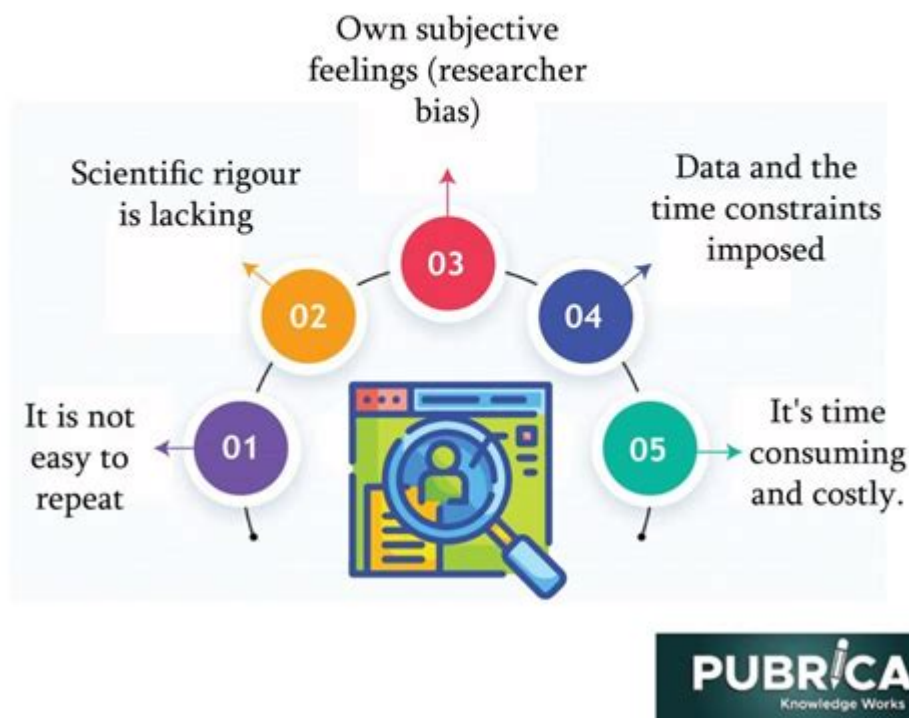 Own subjective
feelings (researcher
bias)
Scientific rigour
is lacking
Data and the
time constraints
imposed
03
02
04
It is not
easy to
repeat
01
05
It's time
consuming
and costly.
PUBRICA
Knowledge Works